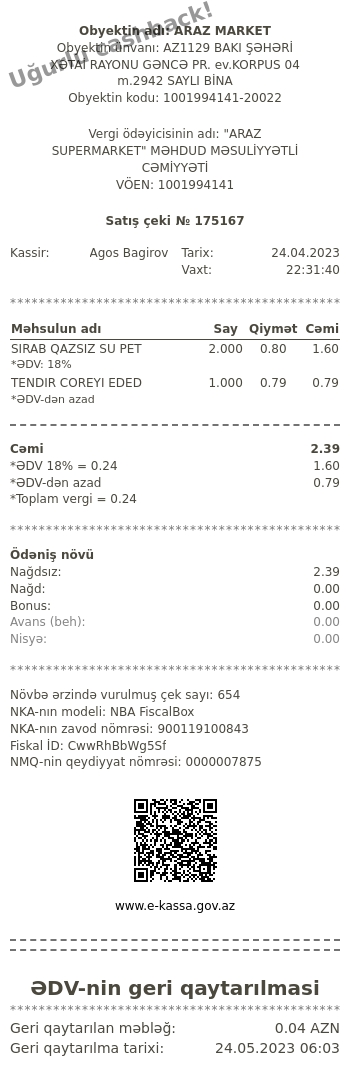 Uğurlu cashback!
Obyektin adı: ARAZ MARKET
Obyektin ünvanı: AZ1129 BAKI ŞƏHƏRİ
XƏTAİ RAYONU GƏNCƏ PR. ev.KORPUS 04
m.2942 SAYLI BİNA
Obyektin kodu: 1001994141-20022
Vergi ödəyicisinin adı: "ARAZ
SUPERMARKET" MƏHDUD MƏSULİYYƏTLİ
CƏMİYYƏTİ
VÖEN: 1001994141
Satış çeki № 175167
Kassir: Agos Bagirov Tarix: 24.04.2023
Vaxt: 22:31:40
************************************************
Məhsulun adı Say Qiymət Cəmi
SIRAB QAZSIZ SU PET 2.000 0.80 1.60
*ƏDV: 18%
TENDIR COREYI EDED 1.000 0.79 0.79
*ƏDV-dən azad
Cəmi 2.39
*ƏDV 18% = 0.24 1.60
*ƏDV-dən azad 0.79
*Toplam vergi = 0.24
************************************************
Ödəniş növü
Nağdsız: 2.39
Nağd: 0.00
Bonus: 0.00
Avans (beh): 0.00
Nisyə: 0.00
************************************************
Növbə ərzində vurulmuş çek sayı: 654
NKA-nın modeli: NBA FiscalBox
NKA-nın zavod nömrəsi: 900119100843
Fiskal İD: CwwRhBbWg5Sf
NMQ-nin qeydiyyat nömrəsi: 0000007875
www.e-kassa.gov.az
ƏDV-nin geri qaytarılması
************************************************
Geri qaytarılan məbləğ: 0.04 AZN
Geri qaytarılma tarixi: 24.05.2023 06:03